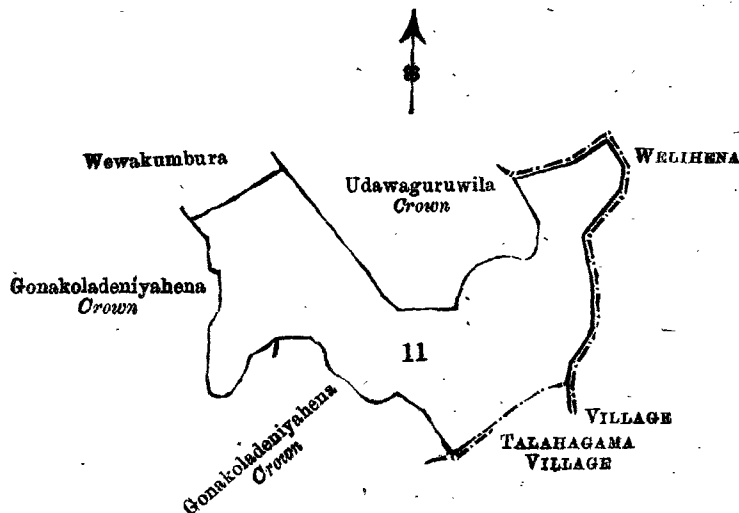 Wewakumbura
Udawaguruwila
Crown
WELIHENA
Gonakoladeniyahena
Crown
11
Gonakoladeniyahena
Crown
VILLAGE
TALAHAGAMA
VILLAGE